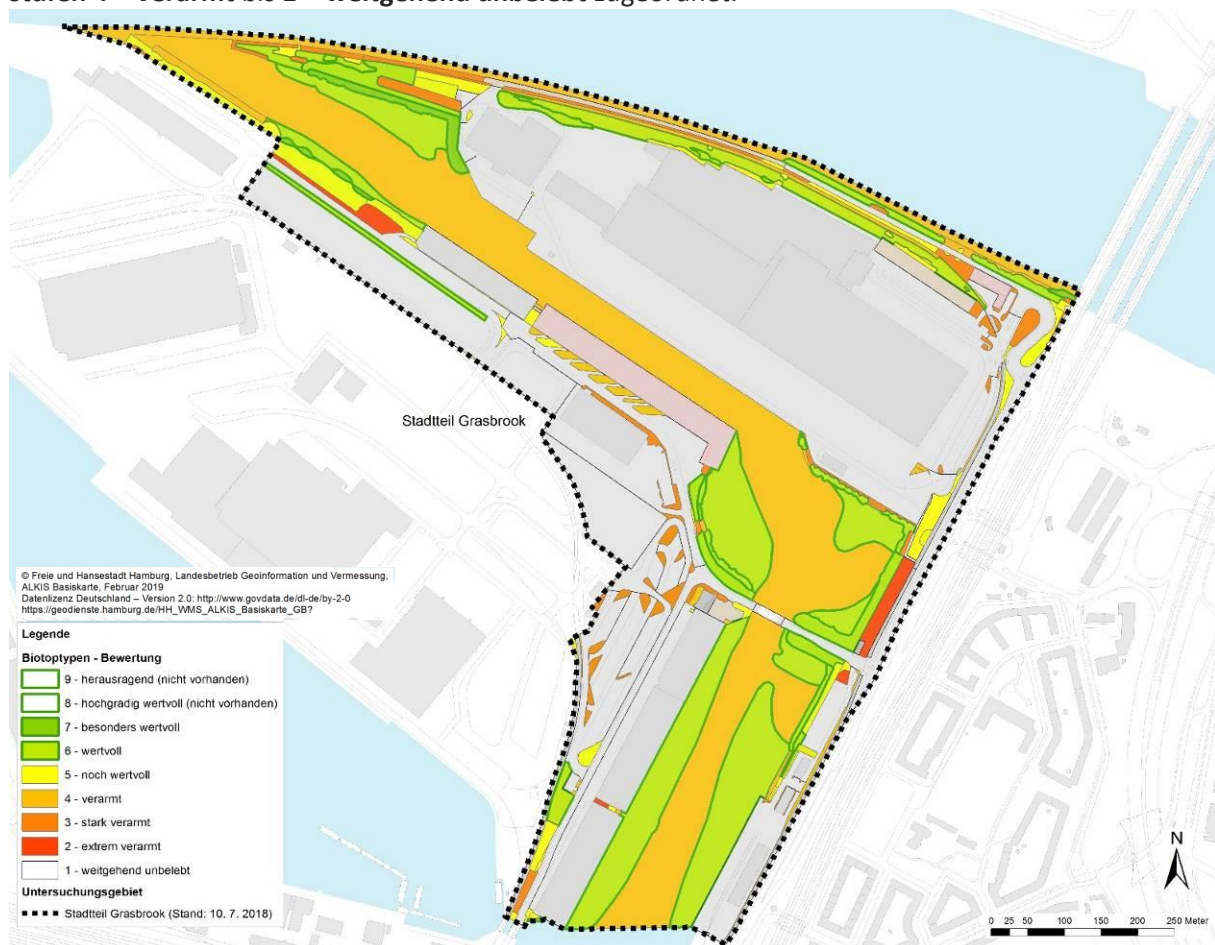 stufen 4 – verarmt bis 1 – weitgehend unbelebt zugeordnet.
Stadtteil Grasbrook
© Freie und Hansestadt Hamburg, Landesbetrieb Geoinformation und Vermessung,
ALKIS Basiskarte, Februar 2019
Datenlizenz Deutschland – Version 2.0: http://www.govdata.de/dl-de/by-2-0
https://geodienste.hamburg.de/HH_WMS_ALKIS_Basiskarte_GB?
Legende
Biotoptypen - Bewertung
9 - herausragend (nicht vorhanden)
8 - hochgradig wertvoll (nicht vorhanden)
7 - besonders wertvoll
6 - wertvoll
5 - noch wertvoll
4 - verarmt
3 - stark verarmt
2 - extrem verarmt
1 - weitgehend unbelebt
Untersuchungsgebiet
Stadtteil Grasbrook (Stand: 10. 7. 2018)
N
0 25 50 100 150 200 250 Meter